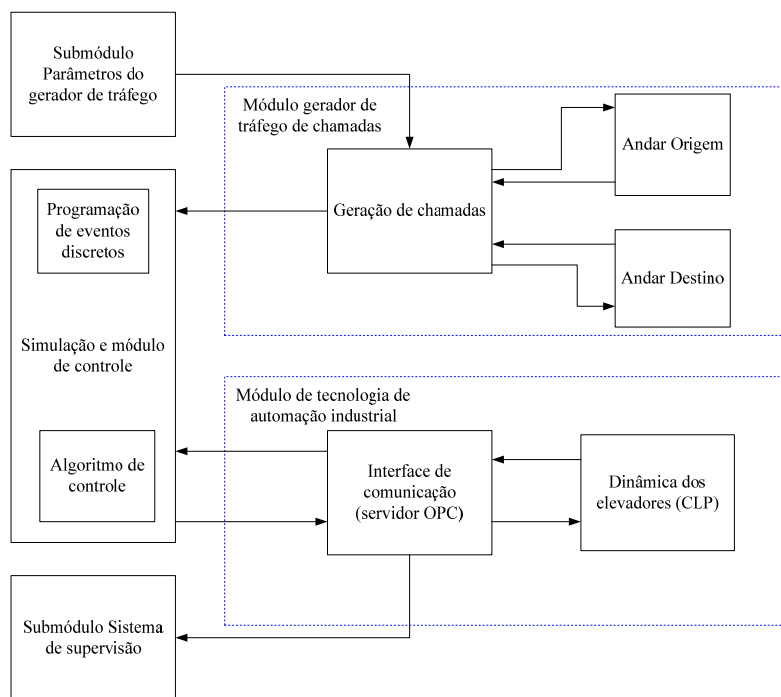 Submódulo
Parâmetros do
gerador de tráfego
Módulo gerador de
tráfego de chamadas
Andar Origem
Geração de chamadas
Programação
de eventos
discretos
Andar Destino
Simulação e módulo
de controle
Módulo de tecnologia de
automação industrial
Algoritmo de
controle
Interface de
comunicação
(servidor OPC)
Dinâmica dos
elevadores (CLP)
Submódulo Sistema
de supervisão